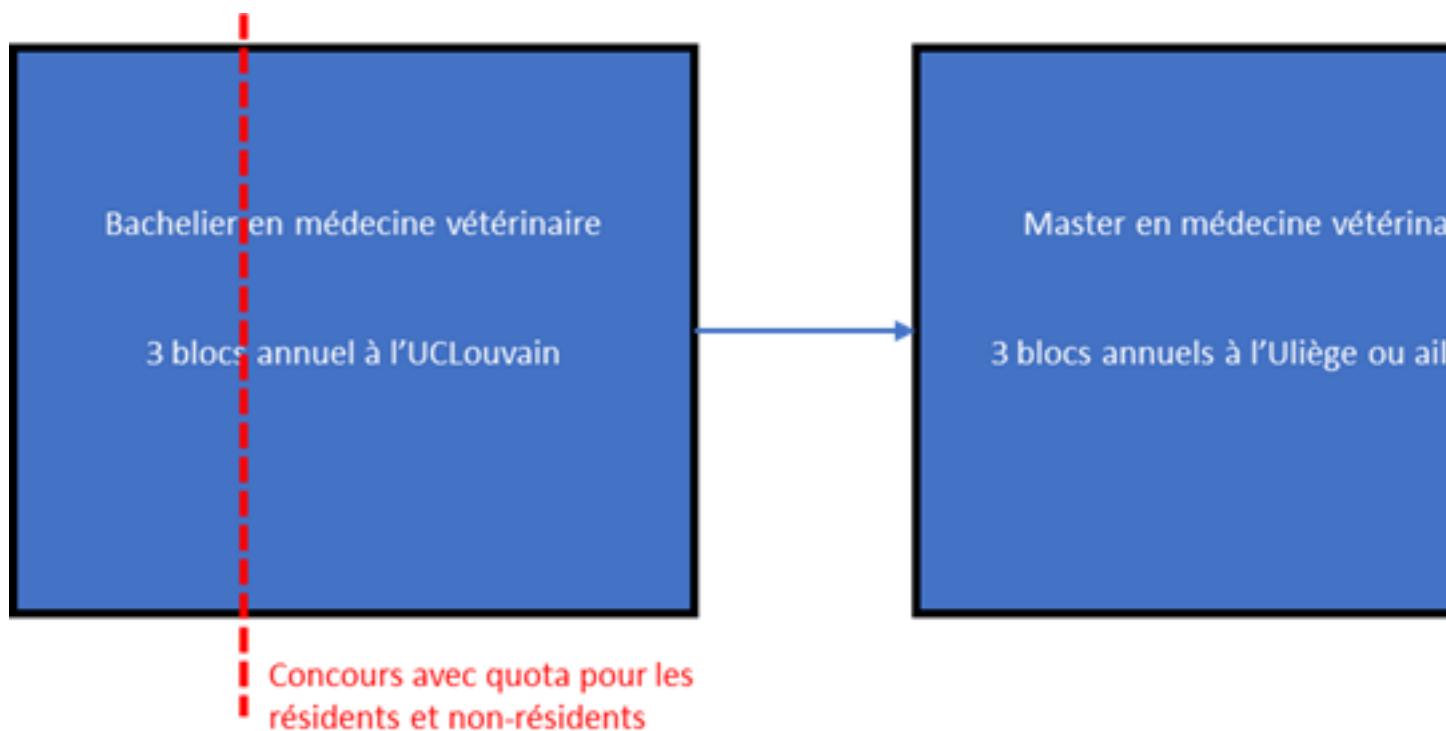 Bachelier en médecine vétérinaire
3 blocs annuel à l'UCLouvain
Master en médecine vétérina
3 blocs annuels à l'Uliège ou ail
Concours avec quota pour les
résidents et non-résidents